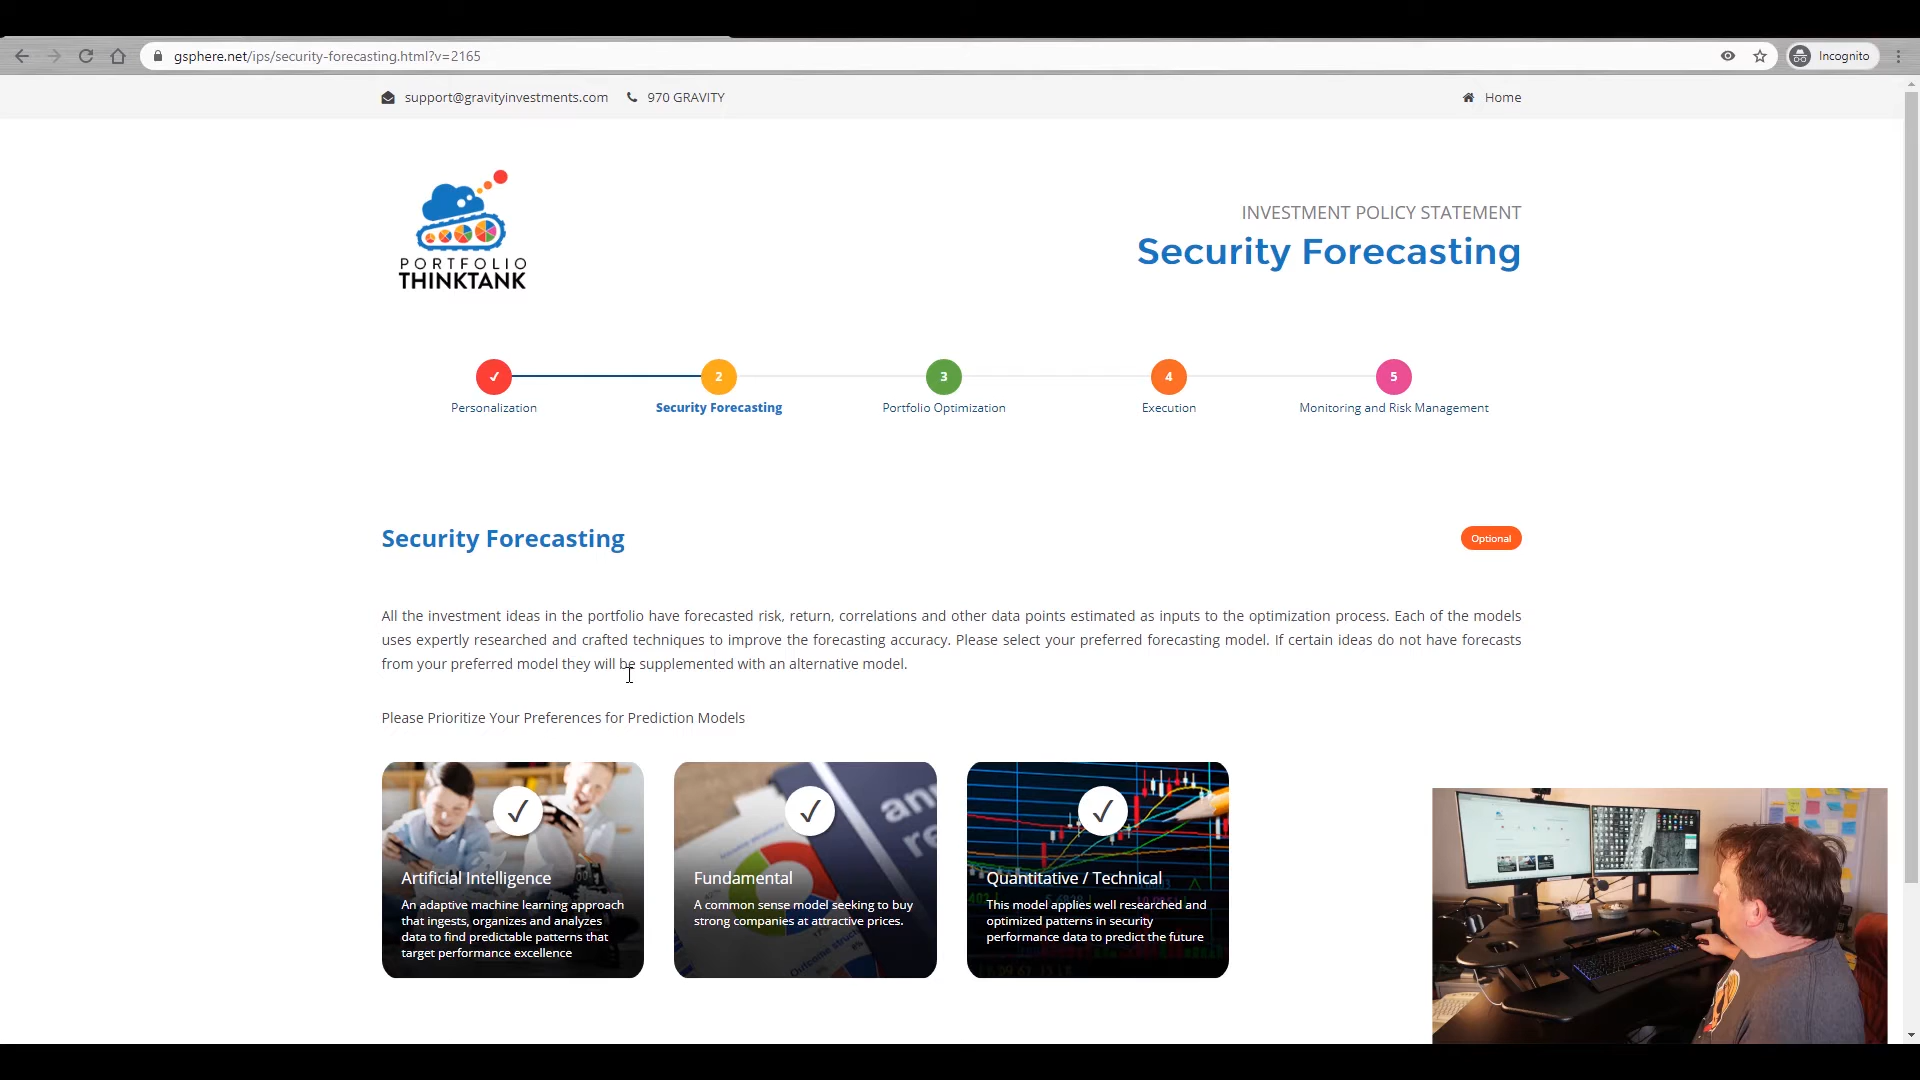 gsphere.net/ips/security-forecasting.html?v=2165
Incognito
support@gravityinvestments.com
970 GRAVITY
Home
PORTFOLIO
THINKTANK
INVESTMENT POLICY STATEMENT
Security Forecasting
✓ 2 3 4 5
Personalization
Security Forecasting
Portfolio Optimization
Execution
Monitoring and Risk Management
Security Forecasting
Optional
All the investment ideas in the portfolio have forecasted risk, return, correlations and other data points estimated as inputs to the optimization process. Each of the models
uses expertly researched and crafted techniques to improve the forecasting accuracy. Please select your preferred forecasting model. If certain ideas do not have forecasts
from your preferred model they will be supplemented with an alternative model.
Please Prioritize Your Preferences for Prediction Models
Artificial Intelligence
An adaptive machine learning approach
that ingests, organizes and analyzes
data to find predictable patterns that
target performance excellence
Fundamental
A common sense model seeking to buy
strong companies at attractive prices.
Quantitative / Technical
This model applies well researched and
optimized patterns in security
performance data to predict the future